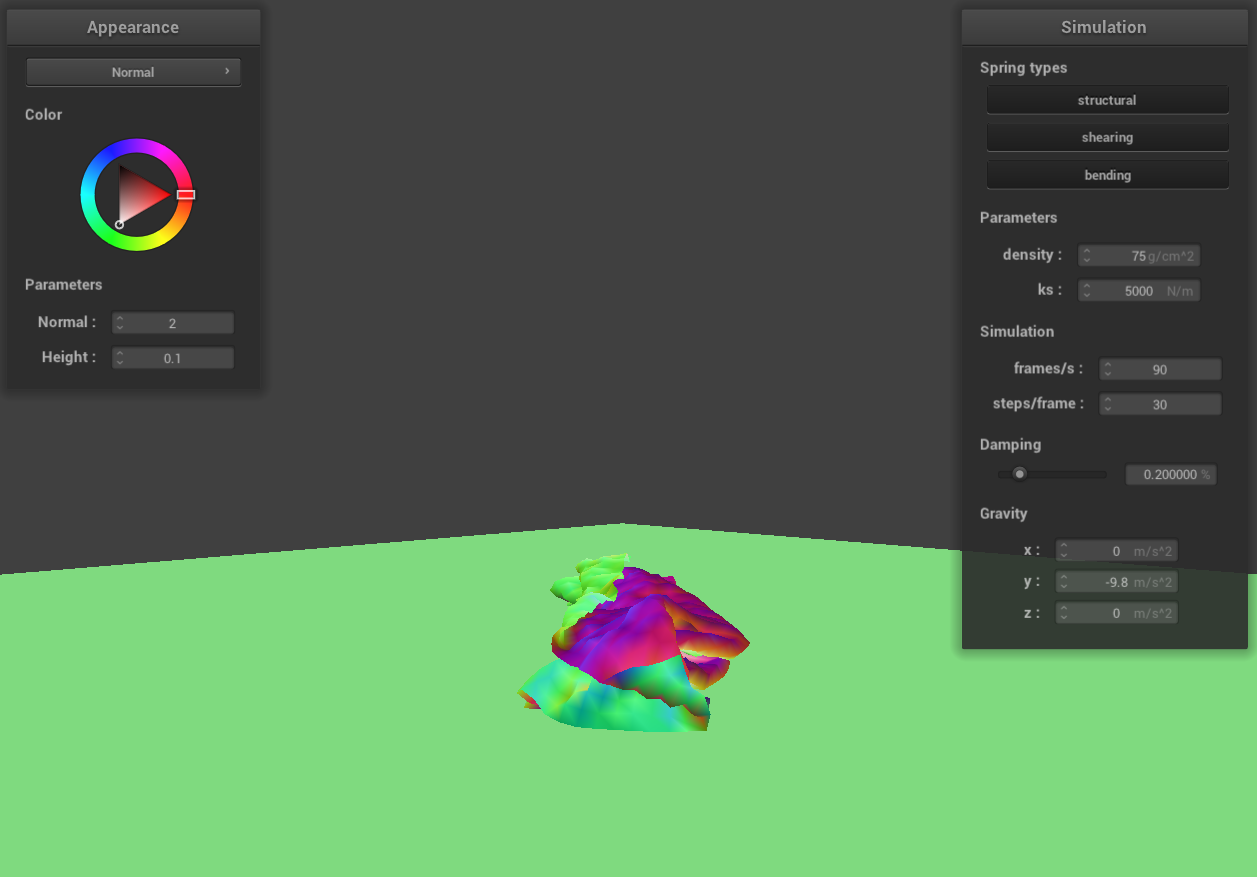 Appearance
Normal
Color
Parameters
Normal : 2
Height : 0.1
Simulation
Spring types
structural
shearing
bending
Parameters
density : 75 g/cm^2
ks : 5000 N/m
Simulation
frames/s : 90
steps/frame : 30
Damping
0.200000 %
Gravity
x : 0 m/s^2
y : -9.8 m/s^2
z : 0 m/s^2